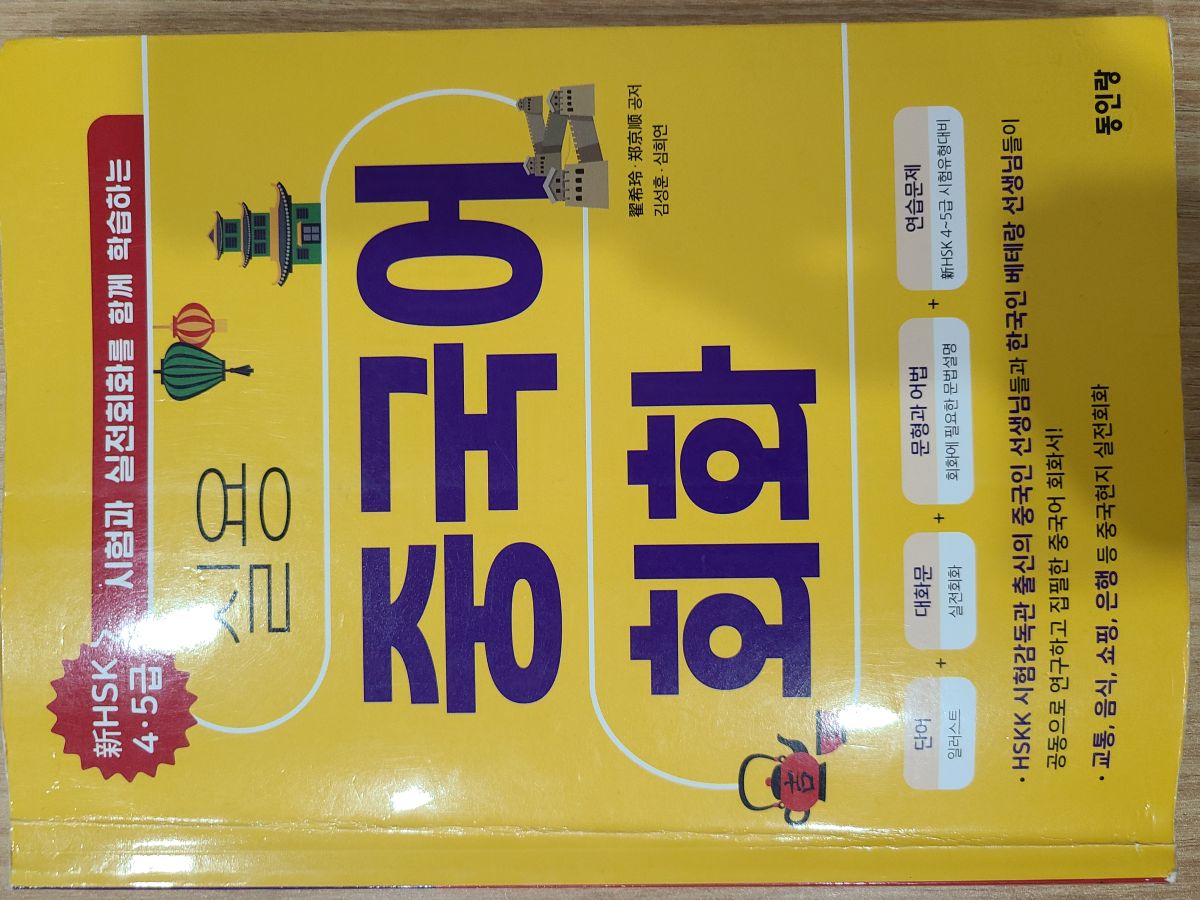 新HSK 4·5급
시험과 실전회화를 함께 학습하는
실용
중국어
회화
翟希玲·郑京顺 공저
김성훈·심희연
단어
일러스트
+
대화문
실전회화
+
문형과 어법
회화에 필요한 문법설명
+
연습문제
新HSK 4~5급 시험유형대비
· HSKK 시험감독관 출신의 중국인 선생님들과 한국인 베테랑 선생님들이
공동으로 연구하고 집필한 중국어 회화서!
· 교통, 음식, 쇼핑, 은행 등 중국현지 실전회화
동인랑
吉